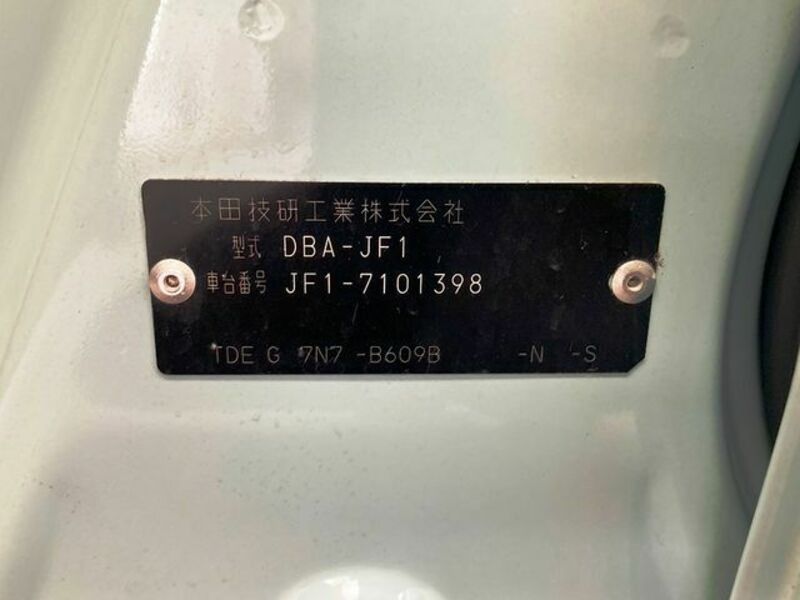 本田技研工業株式会社
型式 DBA-JF1
車台番号 JF1-7101398
TDE G 7N7 -B609B -N -S